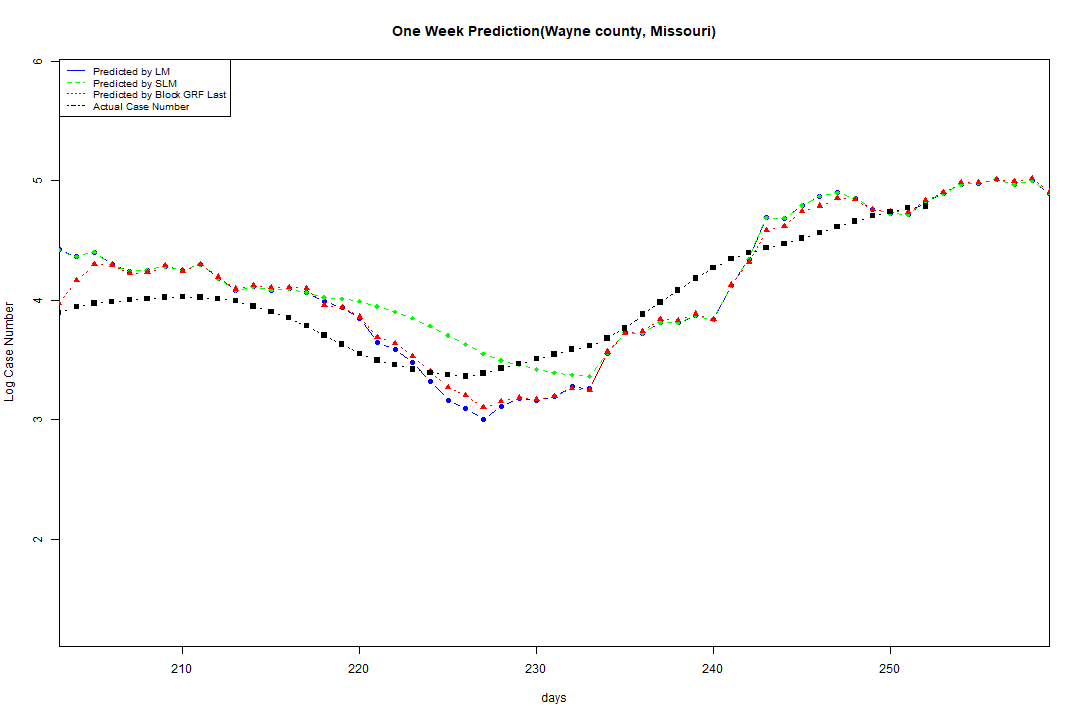 One Week Prediction(Wayne county, Missouri)
Predicted by LM
Predicted by SLM
Predicted by Block GRF Last
Actual Case Number
6
5
4
3
2
Log Case Number
210 220 230 240 250
days